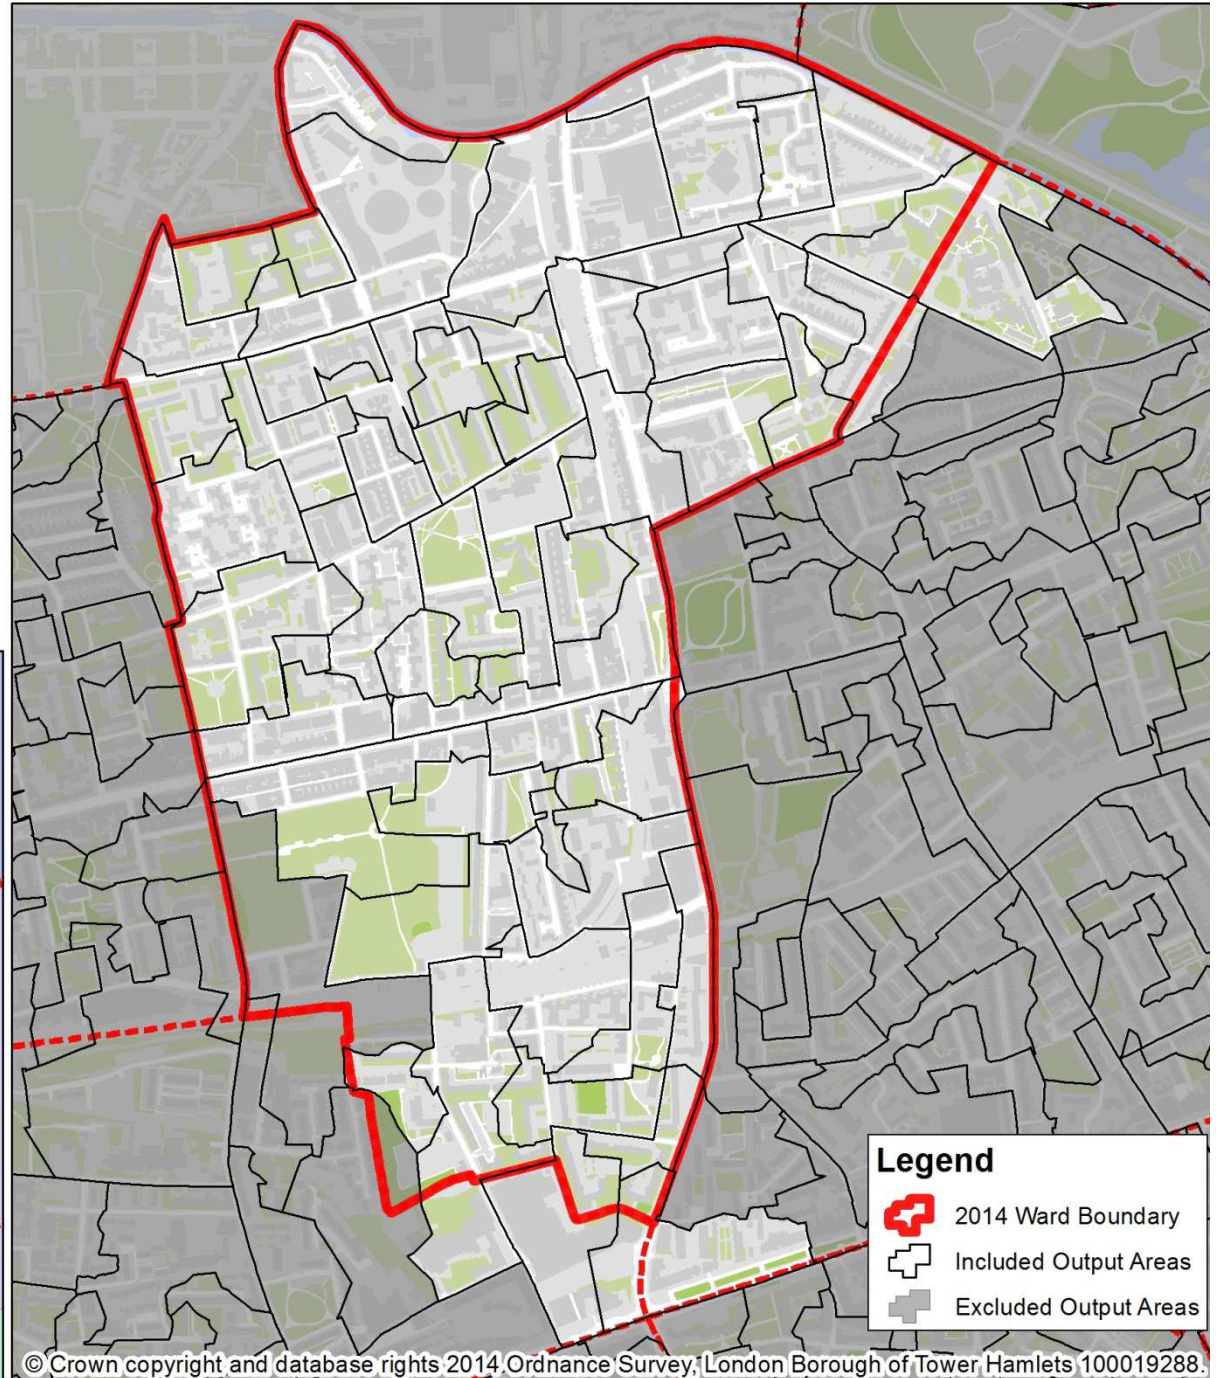 Legend
2014 Ward Boundary
Included Output Areas
Excluded Output Areas
© Crown copyright and database rights 2014 Ordnance Survey, London Borough of Tower Hamlets 100019288.